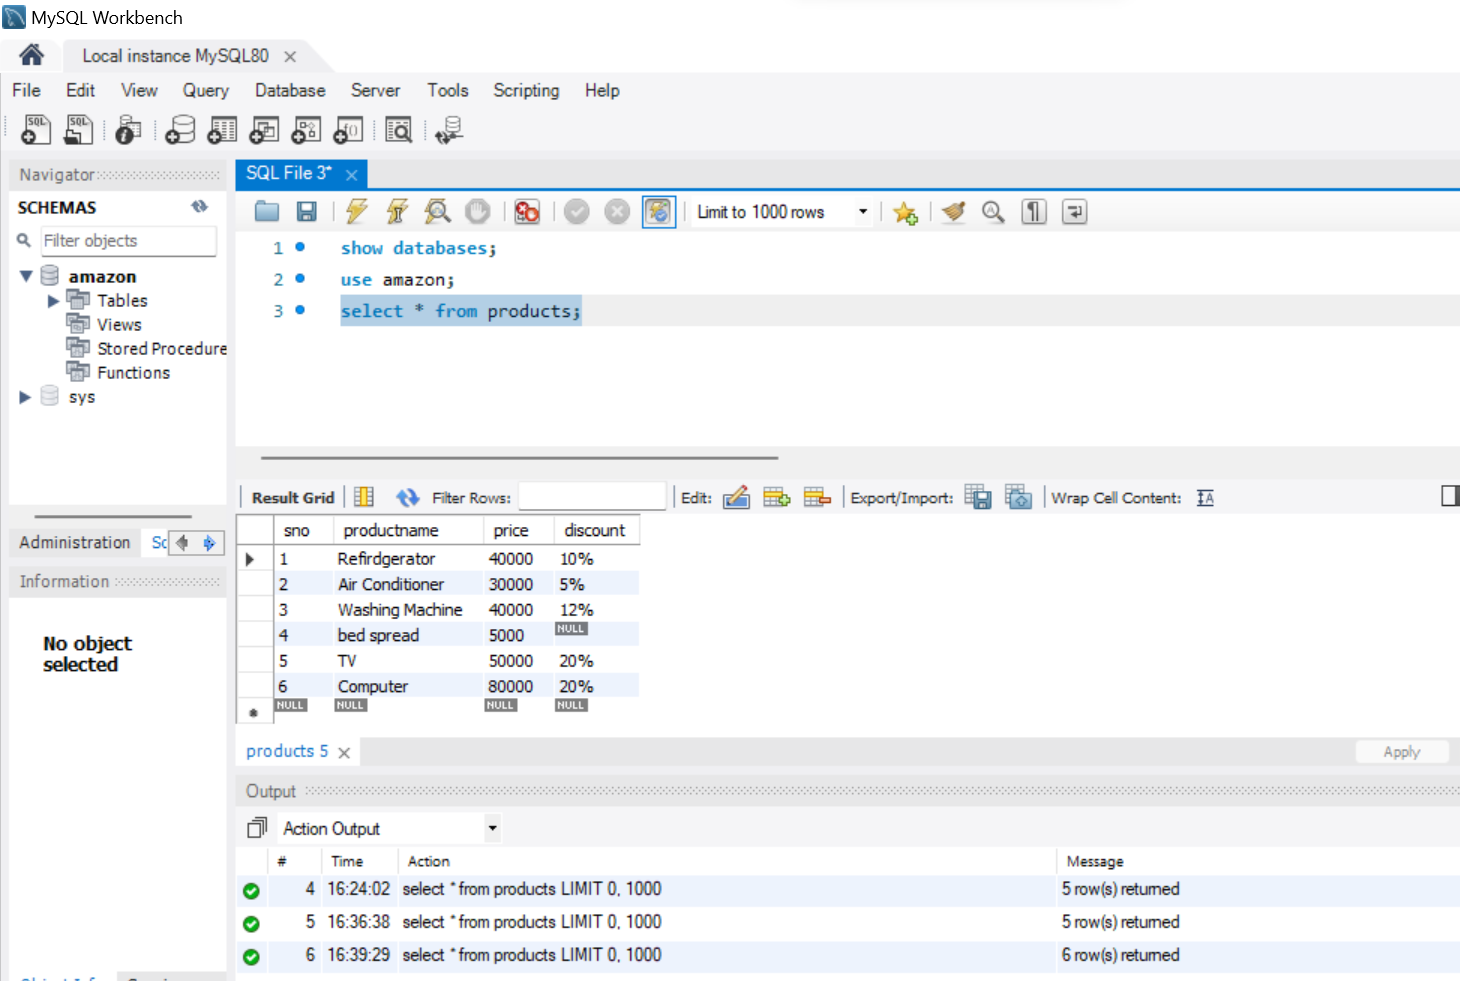 MySQL Workbench
Local instance MySQL80
File Edit View Query Database Server Tools Scripting Help
SQL SQL
Navigator
SCHEMAS
Filter objects
amazon
Tables
Views
Stored Procedure
Functions
sys
Administration Sc
Information
No object
selected
SQL File 3*
Limit to 1000 rows
1 show databases;
2 use amazon;
3 select * from products;
Result Grid Filter Rows: Edit: Export/Import: Wrap Cell Content: IA
sno productname price discount
1 Refirdgerator 40000 10%
2 Air Conditioner 30000 5%
3 Washing Machine 40000 12%
4 bed spread 5000 NULL
5 TV 50000 20%
6 Computer 80000 20%
NULL NULL NULL NULL
products 5 Apply
Output
Action Output
# Time Action Message
4 16:24:02 select * from products LIMIT 0, 1000 5 row(s) returned
5 16:36:38 select * from products LIMIT 0, 1000 5 row(s) returned
6 16:39:29 select * from products LIMIT 0, 1000 6 row(s) returned